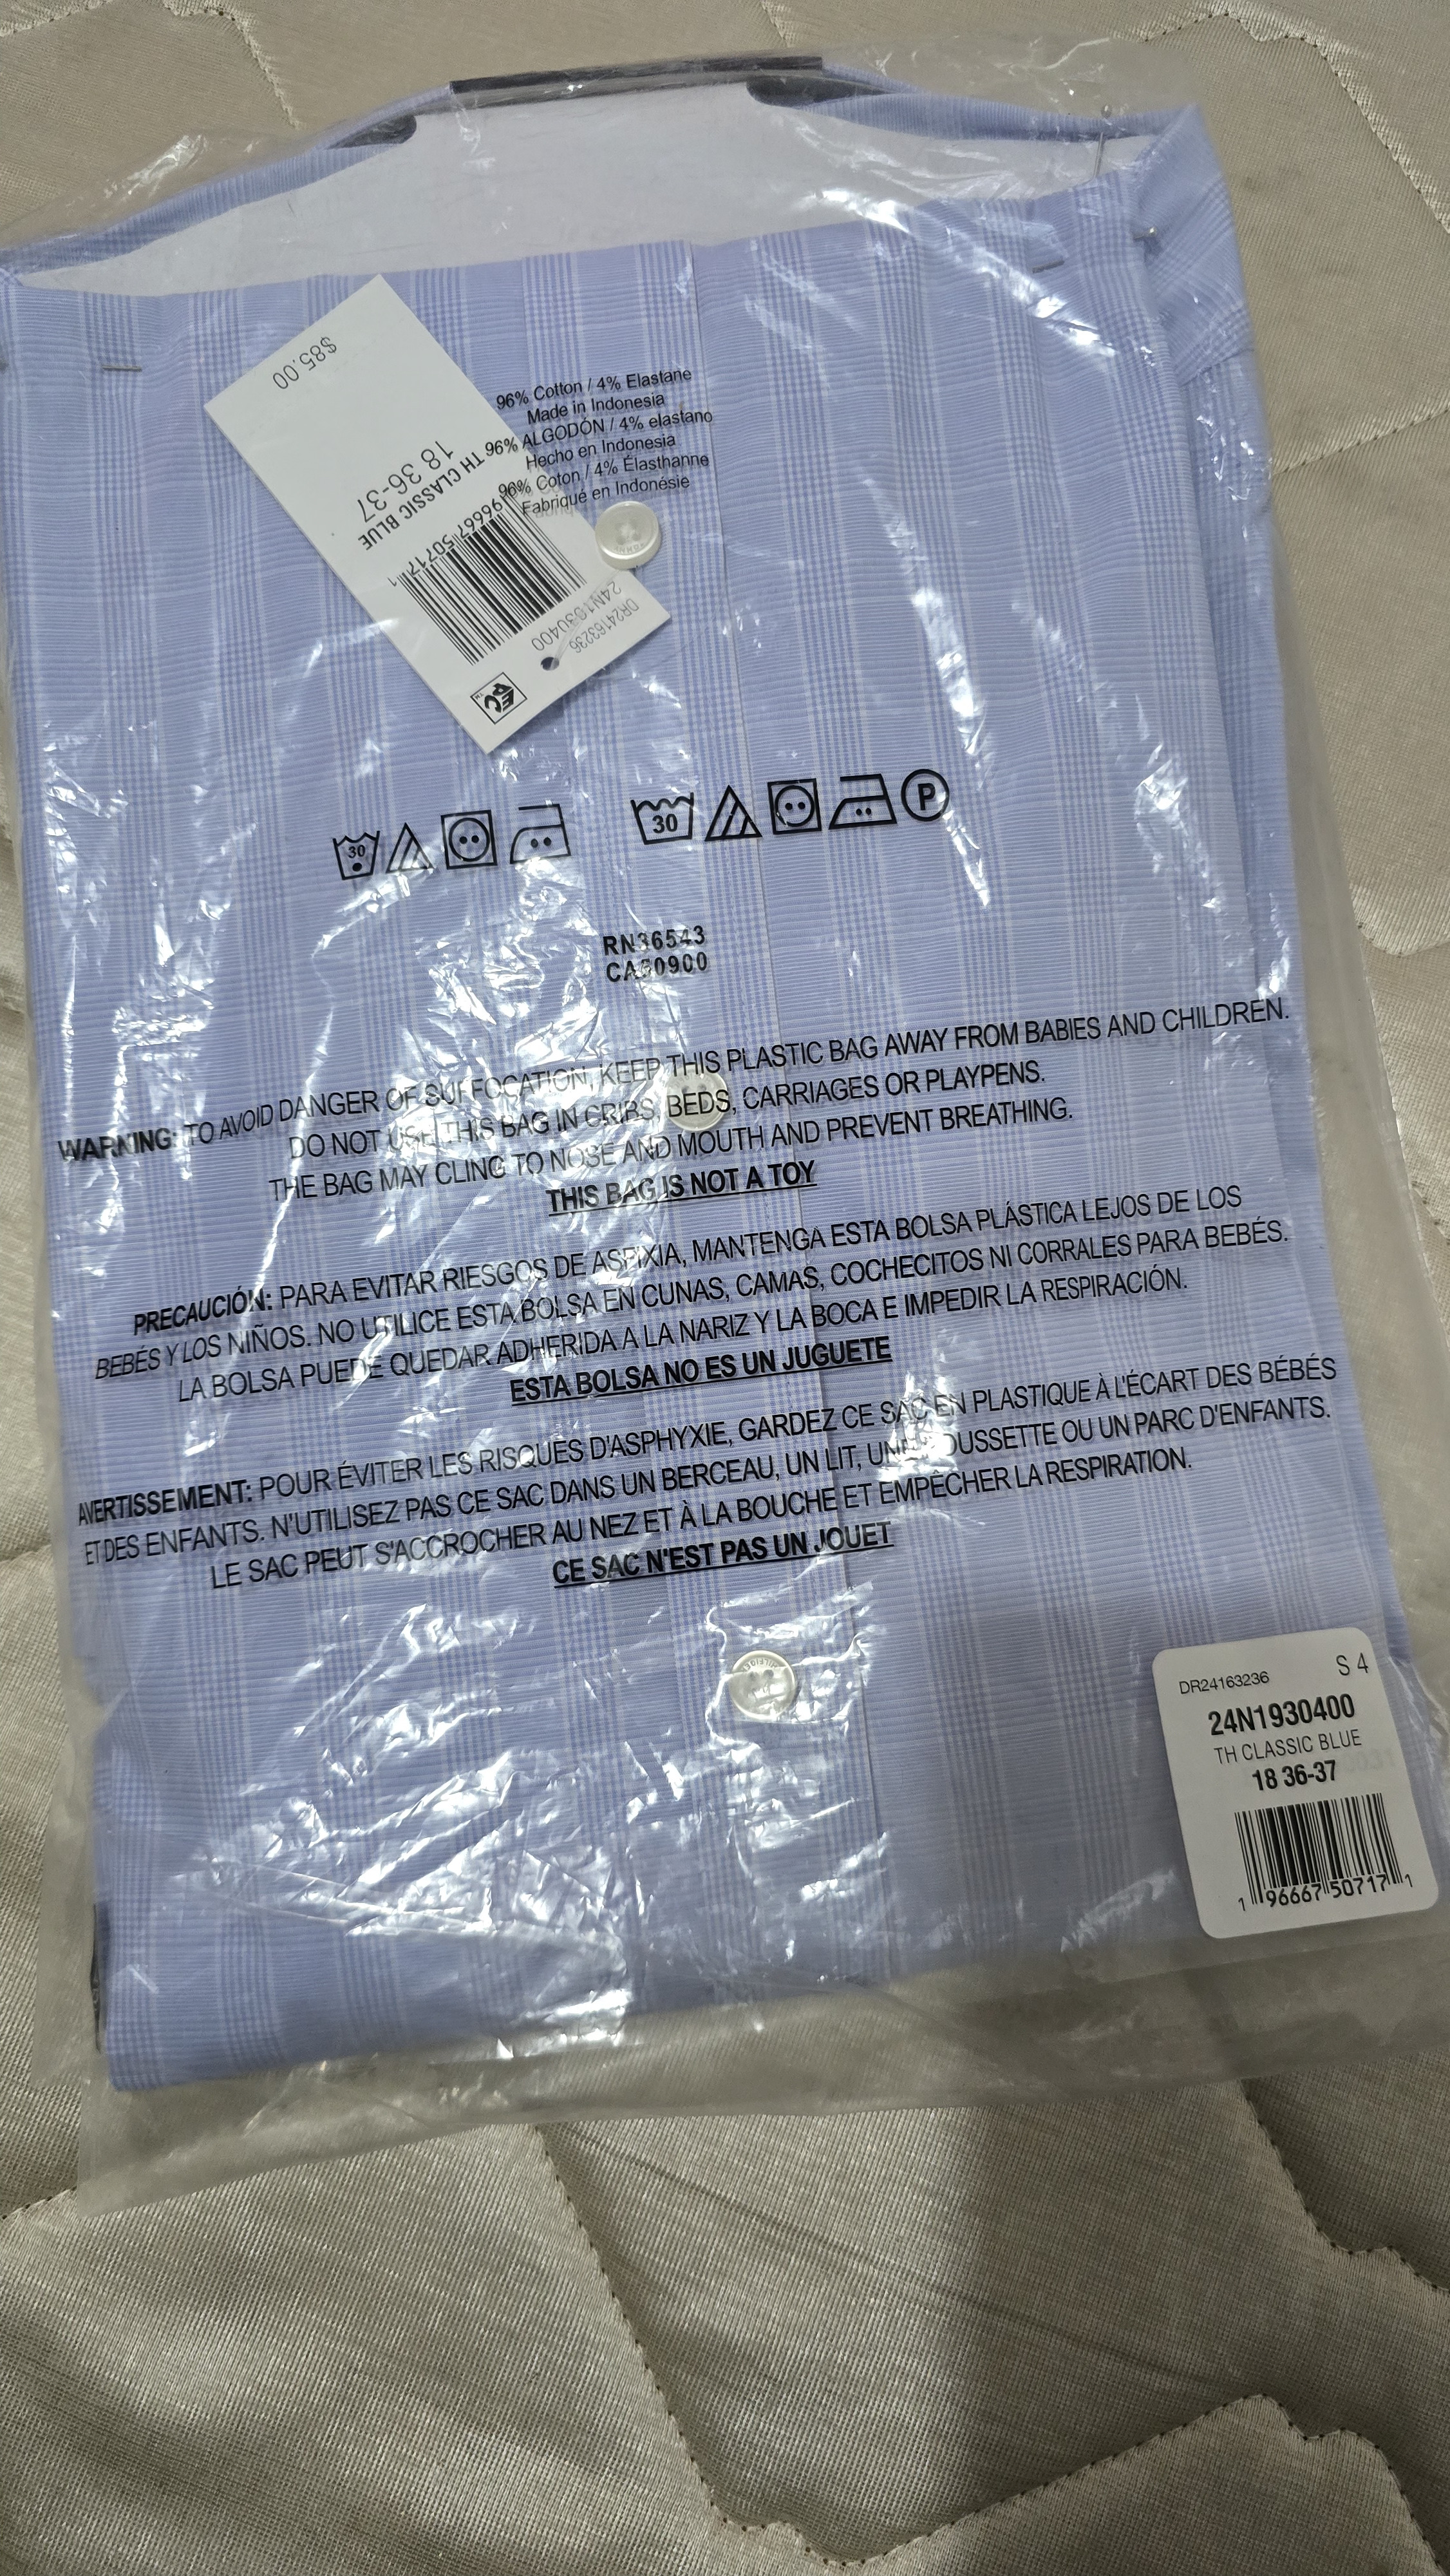 $85.00
18 36-37
TH CLASSIC BLUE
96667 50717 1
24N1930400
DR24163236
EPC
TM
96% Cotton / 4% Elastane
Made in Indonesia
96% ALGODÓN / 4% elastano
Hecho en Indonesia
96% Coton / 4% Élasthanne
Fabriqué en Indonésie
30
30
P
RN36543
CA50900
WARNING: TO AVOID DANGER OF SUFFOCATION, KEEP THIS PLASTIC BAG AWAY FROM BABIES AND CHILDREN.
DO NOT USE THIS BAG IN CRIBS, BEDS, CARRIAGES OR PLAYPENS.
THE BAG MAY CLING TO NOSE AND MOUTH AND PREVENT BREATHING.
THIS BAG IS NOT A TOY
PRECAUCIÓN: PARA EVITAR RIESGOS DE ASFIXIA, MANTENGA ESTA BOLSA PLÁSTICA LEJOS DE LOS
BEBÉS Y LOS NIÑOS. NO UTILICE ESTA BOLSA EN CUNAS, CAMAS, COCHECITOS NI CORRALES PARA BEBÉS.
LA BOLSA PUEDE QUEDAR ADHERIDA A LA NARIZ Y LA BOCA E IMPEDIR LA RESPIRACIÓN.
ESTA BOLSA NO ES UN JUGUETE
AVERTISSEMENT: POUR ÉVITER LES RISQUES D'ASPHYXIE, GARDEZ CE SAC EN PLASTIQUE À L'ÉCART DES BÉBÉS
ET DES ENFANTS. N'UTILISEZ PAS CE SAC DANS UN BERCEAU, UN LIT, UNE POUSSETTE OU UN PARC D'ENFANTS.
LE SAC PEUT S'ACCROCHER AU NEZ ET À LA BOUCHE ET EMPÊCHER LA RESPIRATION.
CE SAC N'EST PAS UN JOUET
DR24163236 S 4
24N1930400
TH CLASSIC BLUE
18 36-37
1 96667 50717 1